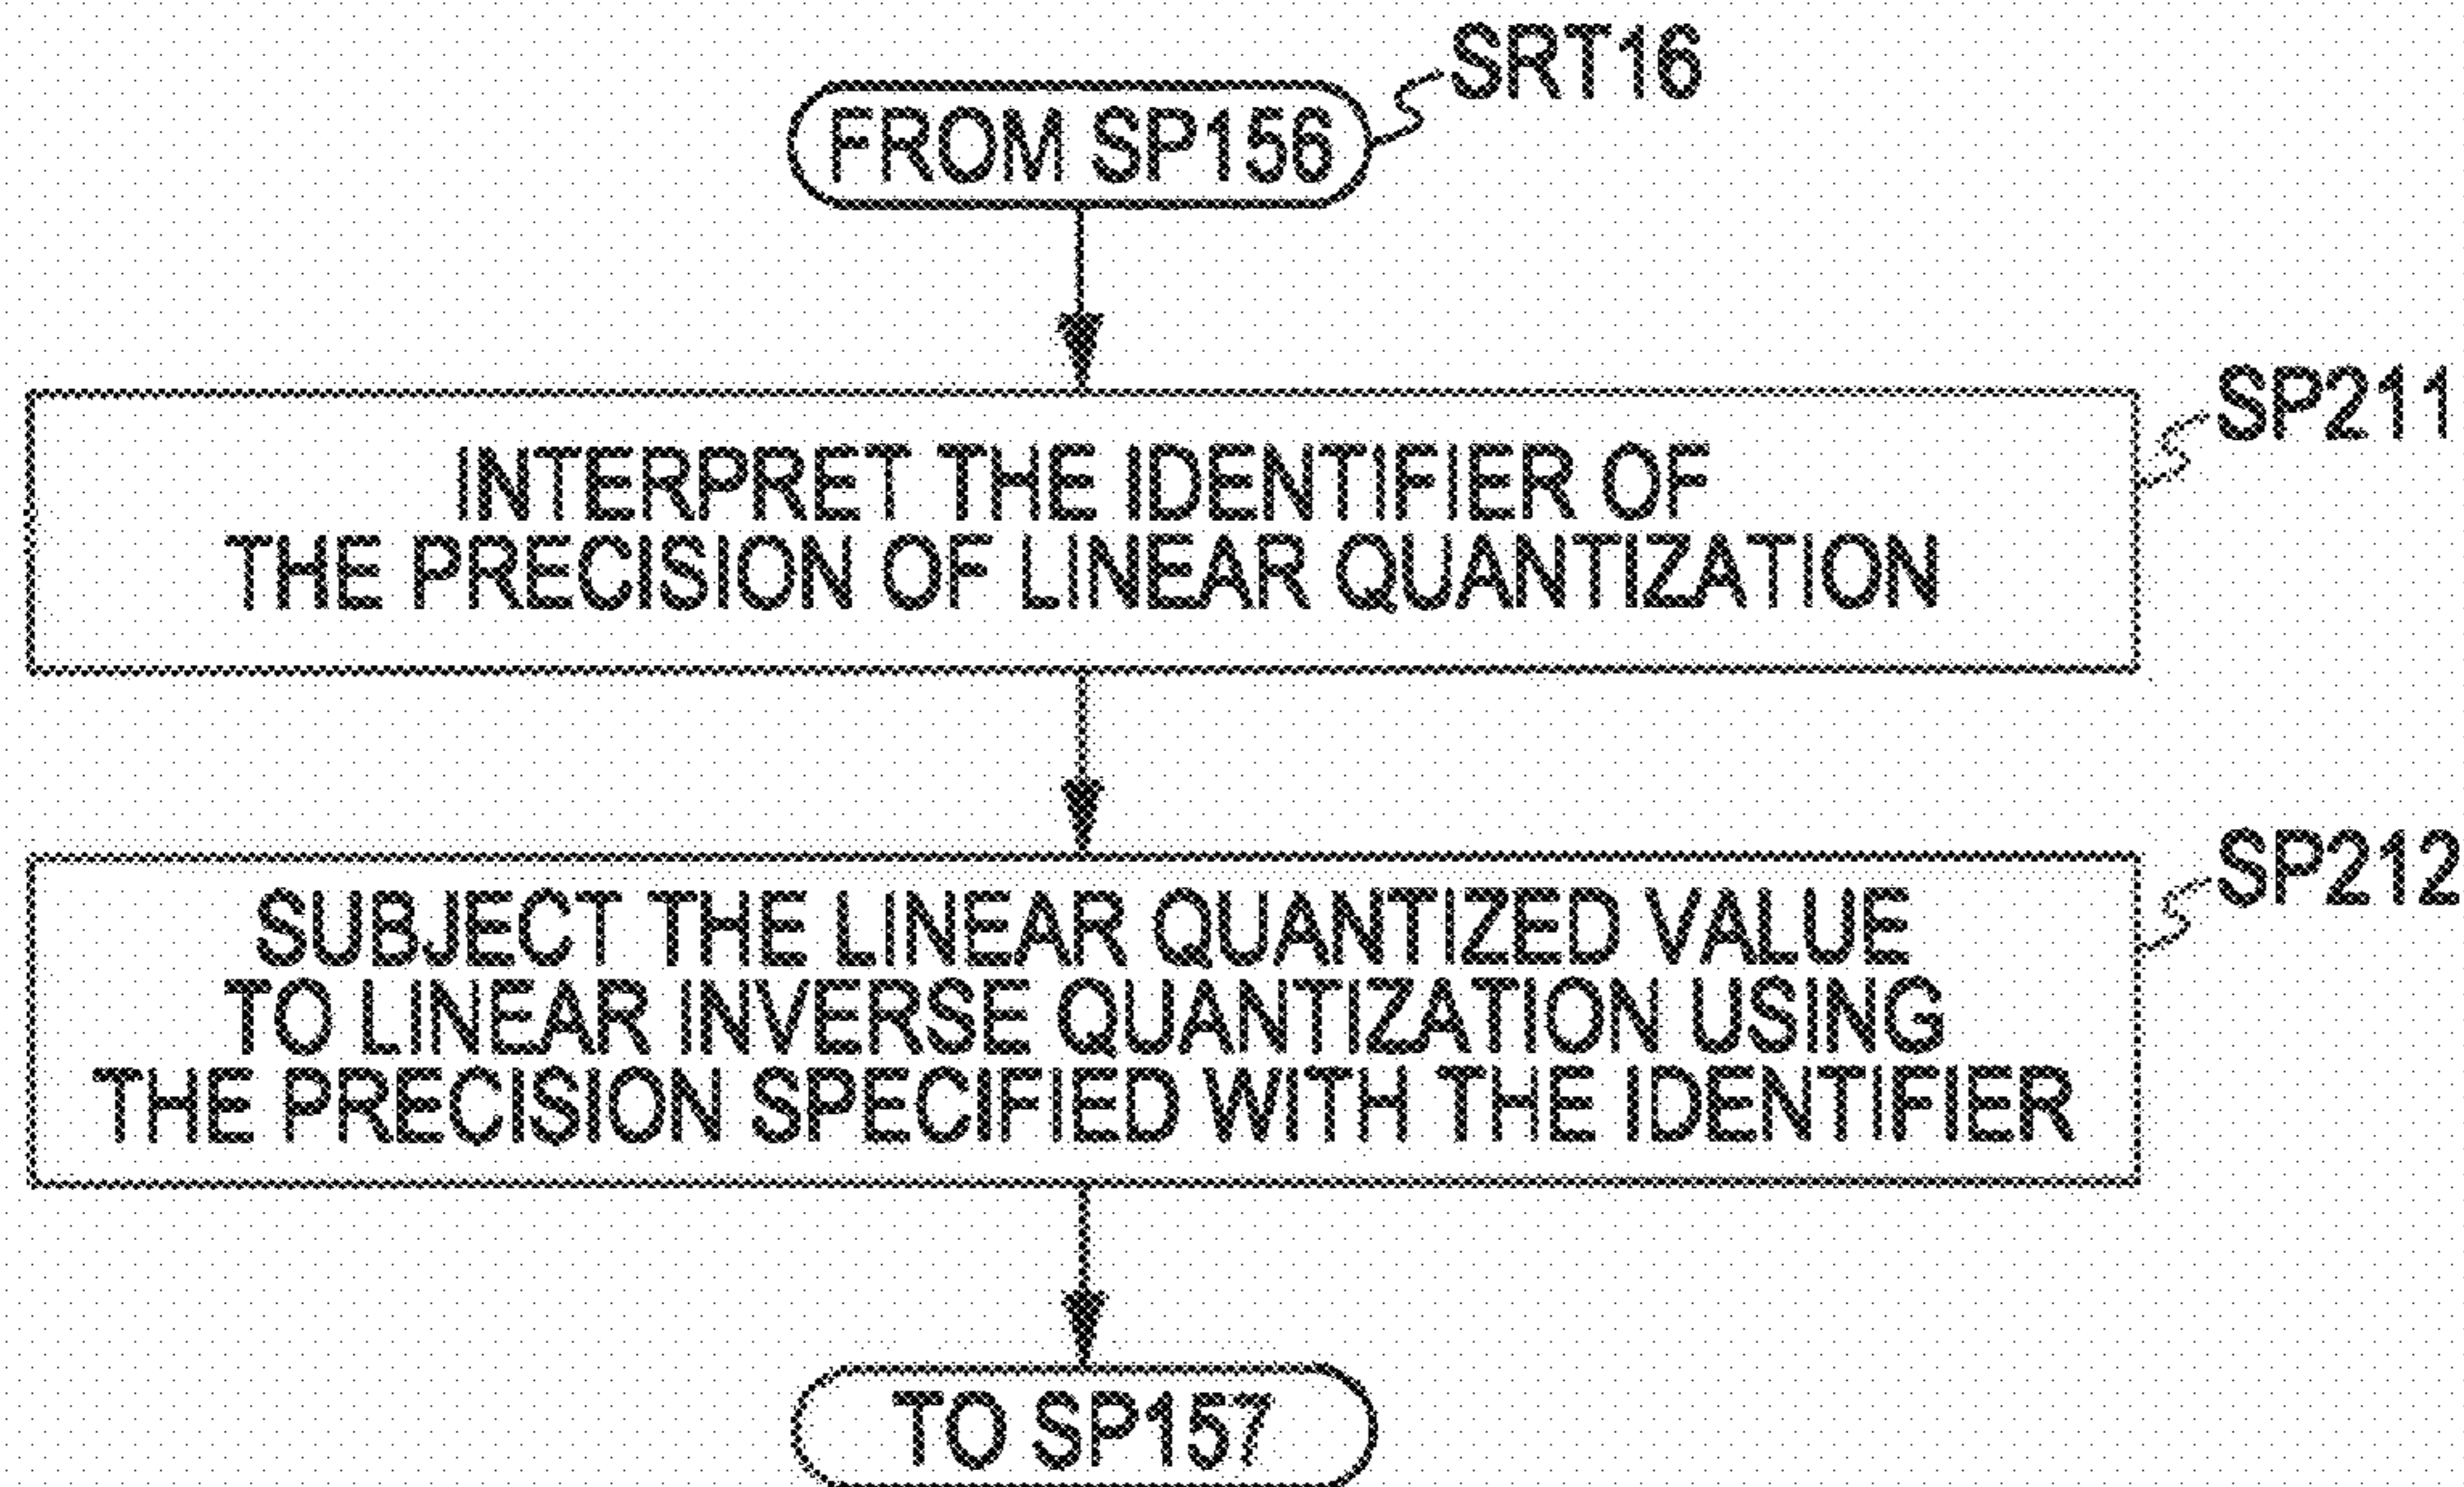 SRT16
FROM SP156
SP211
INTERPRET THE IDENTIFIER OF
THE PRECISION OF LINEAR QUANTIZATION
SP212
SUBJECT THE LINEAR QUANTIZED VALUE
TO LINEAR INVERSE QUANTIZATION USING
THE PRECISION SPECIFIED WITH THE IDENTIFIER
TO SP157